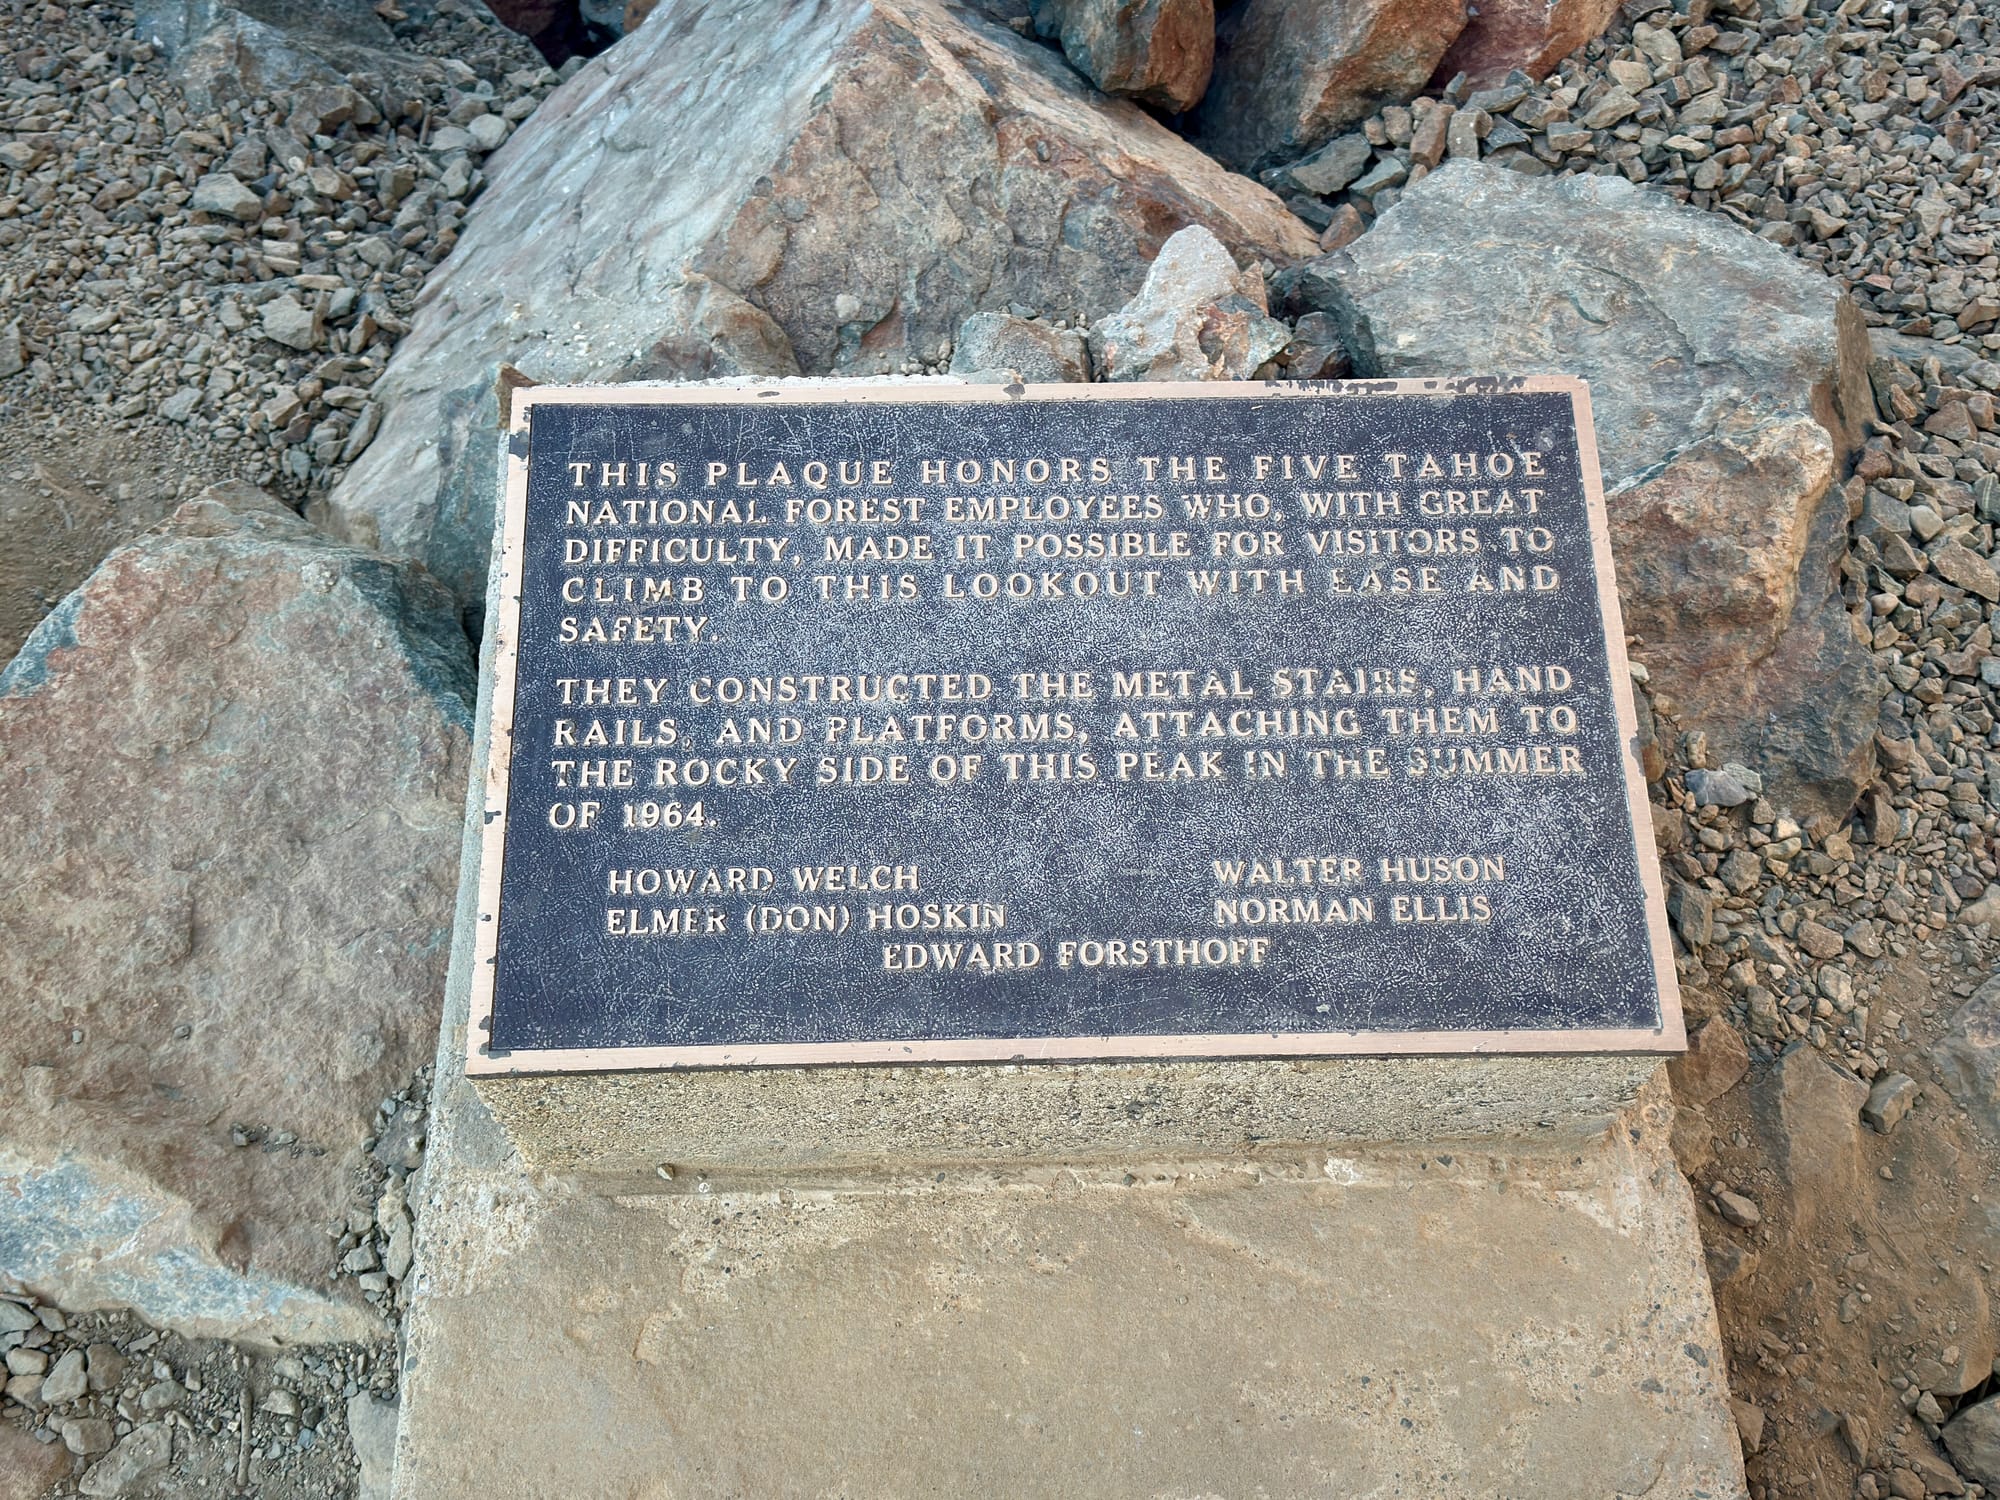 THIS PLAQUE HONORS THE FIVE TAHOE
NATIONAL FOREST EMPLOYEES WHO, WITH GREAT
DIFFICULTY, MADE IT POSSIBLE FOR VISITORS TO
CLIMB TO THIS LOOKOUT WITH EASE AND
SAFETY.
THEY CONSTRUCTED THE METAL STAIRS, HAND
RAILS, AND PLATFORMS, ATTACHING THEM TO
THE ROCKY SIDE OF THIS PEAK IN THE SUMMER
OF 1964.
HOWARD WELCH WALTER HUSON
ELMER (DON) HOSKIN NORMAN ELLIS
EDWARD FORSTHOFF